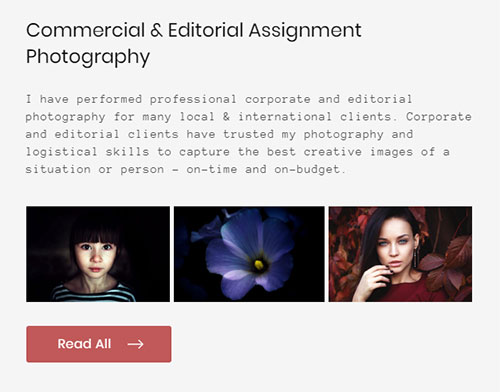 Commercial & Editorial Assignment
Photography
I have performed professional corporate and editorial
photography for many local & international clients. Corporate
and editorial clients have trusted my photography and
logistical skills to capture the best creative images of a
situation or person – on-time and on-budget.
Read All